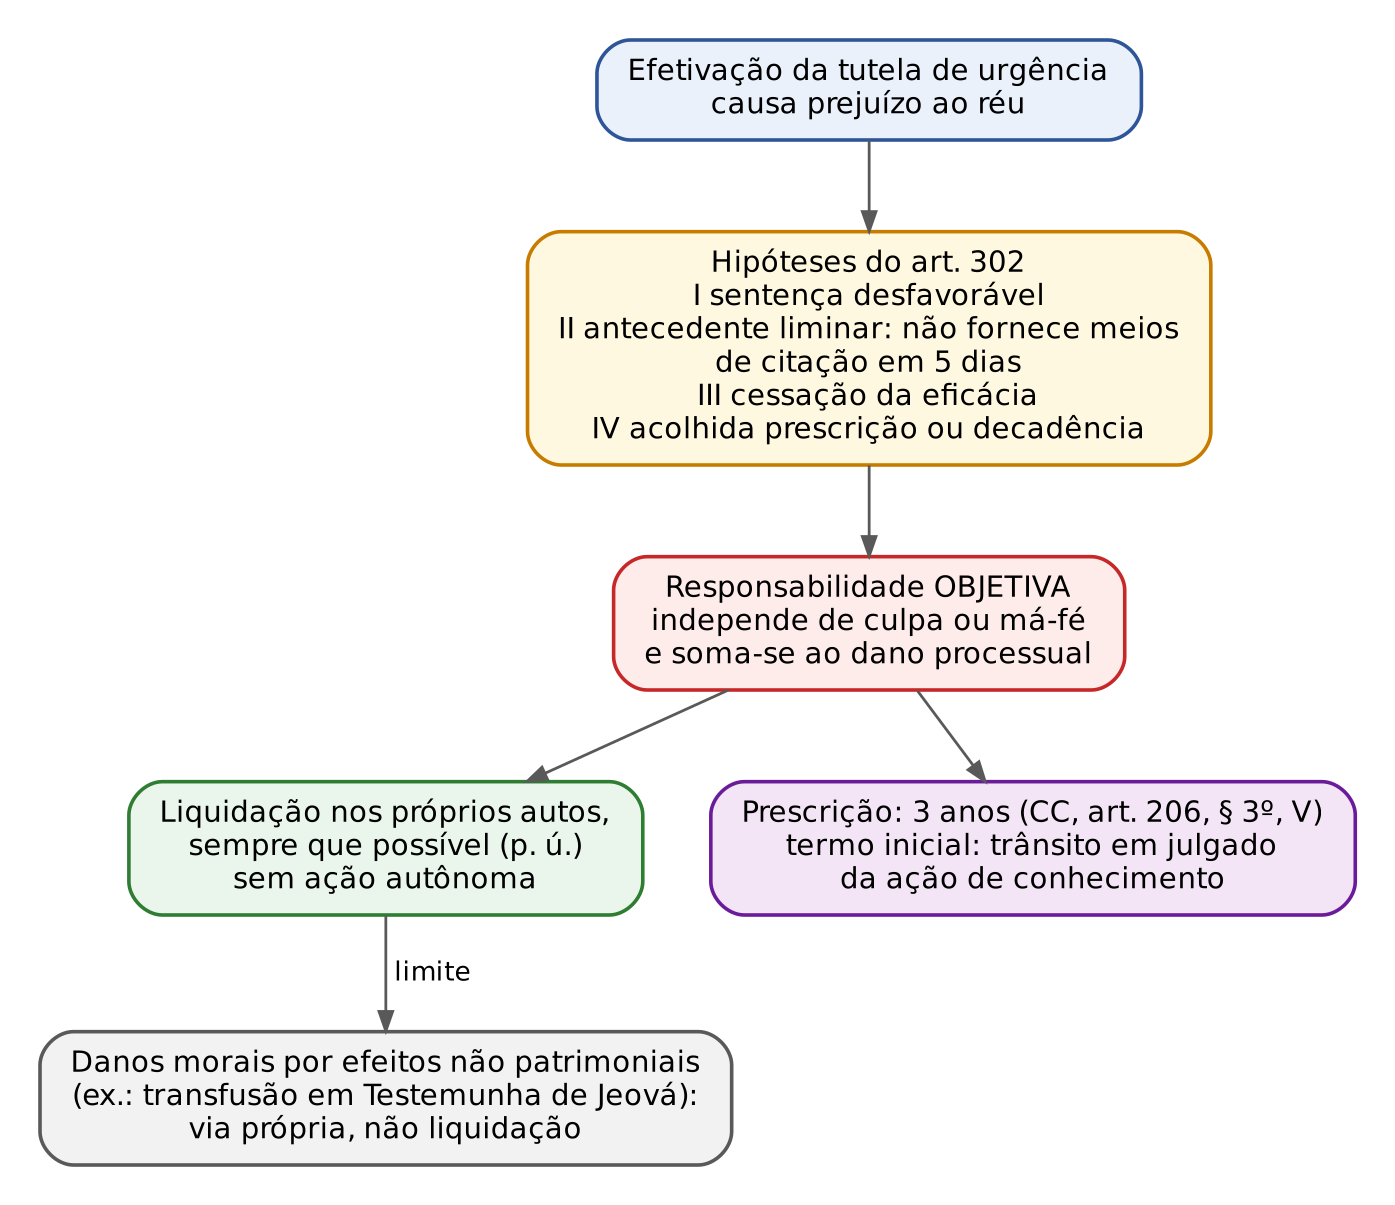 Efetivação da tutela de urgência
causa prejuízo ao réu
Hipóteses do art. 302
I sentença desfavorável
II antecedente liminar: não fornece meios
de citação em 5 dias
III cessação da eficácia
IV acolhida prescrição ou decadência
Responsabilidade OBJETIVA
independe de culpa ou má-fé
e soma-se ao dano processual
Liquidação nos próprios autos,
sempre que possível (p. ú.)
sem ação autônoma
Prescrição: 3 anos (CC, art. 206, § 3º, V)
termo inicial: trânsito em julgado
da ação de conhecimento
limite
Danos morais por efeitos não patrimoniais
(ex.: transfusão em Testemunha de Jeová):
via própria, não liquidação